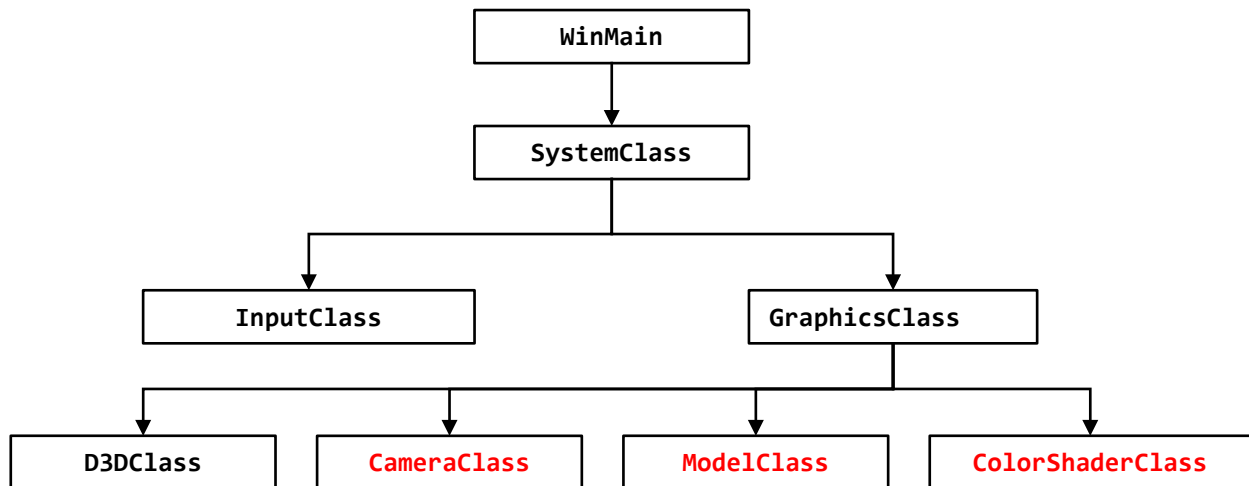 WinMain
SystemClass
InputClass
GraphicsClass
D3DClass
CameraClass
ModelClass
ColorShaderClass